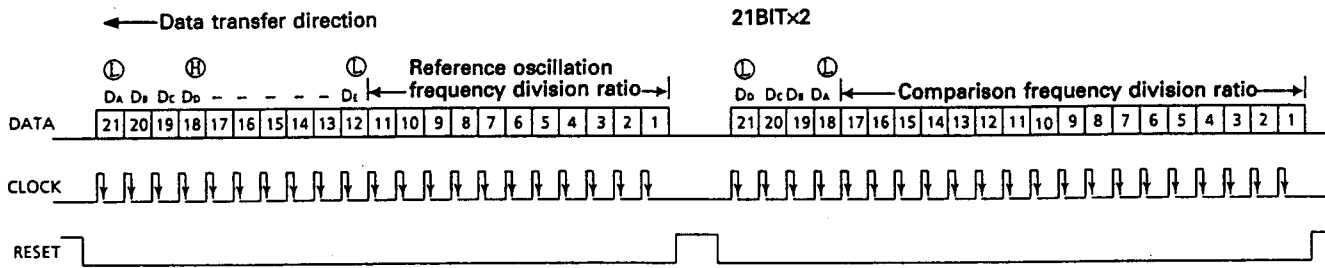 Data transfer direction 21BIT×2
Ⓛ Ⓗ Ⓛ Reference oscillation Ⓛ Ⓛ
DA DB DC DD – – – – – DE frequency division ratio DD DC DB DA Comparison frequency division ratio
DATA 21 20 19 18 17 16 15 14 13 12 11 10 9 8 7 6 5 4 3 2 1 21 20 19 18 17 16 15 14 13 12 11 10 9 8 7 6 5 4 3 2 1
CLOCK
RESET